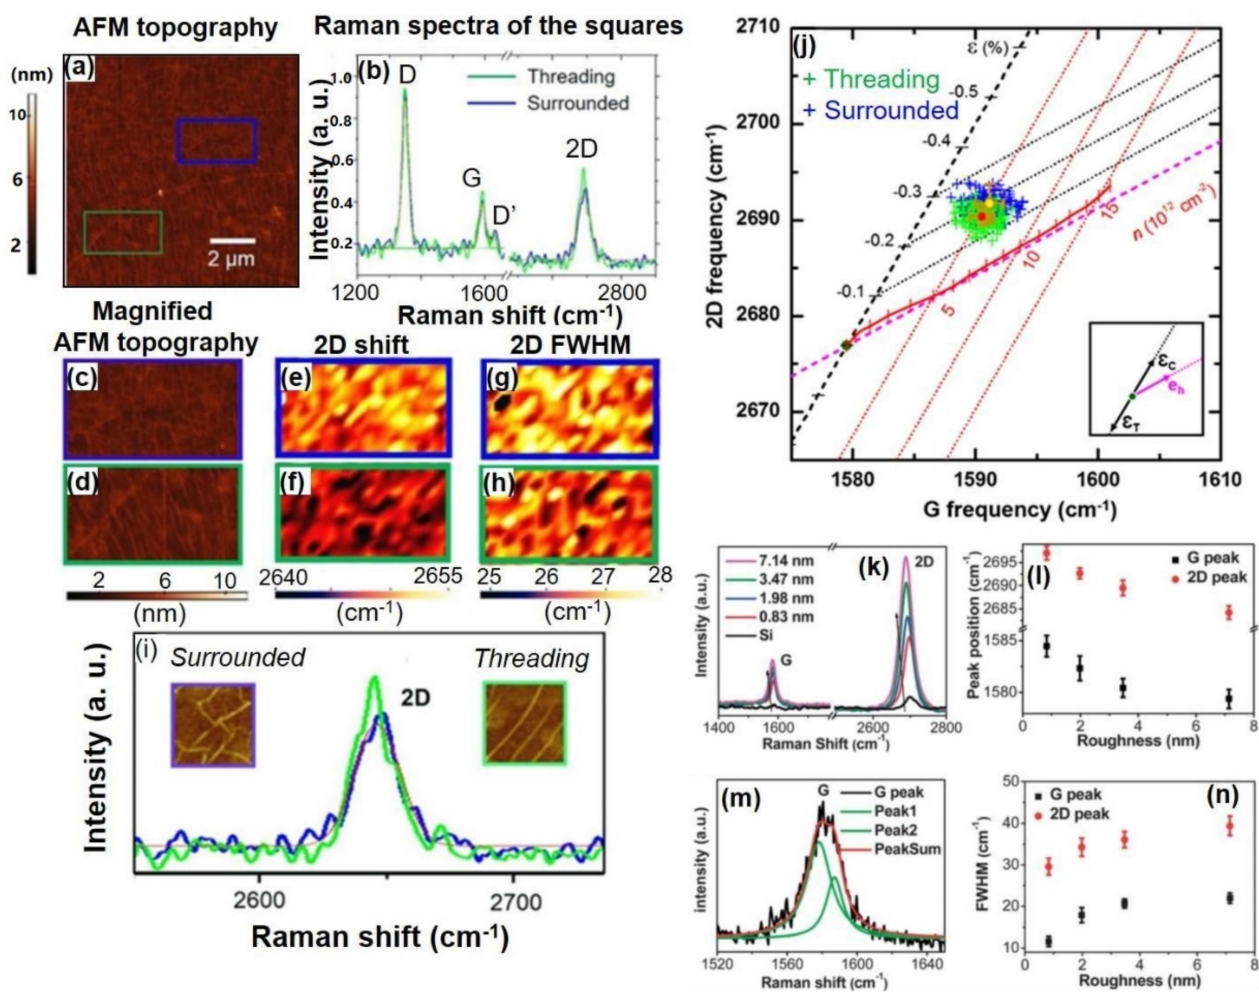 AFM topography
(nm)
10
6
2
(a)
2 μm
Raman spectra of the squares
(b)
D
Threading
Surrounded
G
D'
2D
Intensity (a. u.)
1.0
0.8
0.6
0.4
0.2
1200
1600
2800
Raman shift (cm-1)
Magnified
AFM topography
2D shift
2D FWHM
(c)
(e)
(g)
(d)
(f)
(h)
2
6
10
(nm)
2640
2655
(cm-1)
25
26
27
28
(cm-1)
(i)
Surrounded
Threading
2D
Intensity (a. u.)
2600
2700
Raman shift (cm-1)
(j)
+ Threading
+ Surrounded
ε (%)
-0.5
-0.4
-0.3
-0.2
-0.1
5
10
15
n (1012 cm-2)
εC
eh
εT
2D frequency (cm-1)
2710
2700
2690
2680
2670
1580
1590
1600
1610
G frequency (cm-1)
(k)
7.14 nm
3.47 nm
1.98 nm
0.83 nm
Si
2D
G
Intensity (a.u.)
1400
1600
2600
2800
Raman Shift (cm-1)
(l)
G peak
2D peak
Peak position (cm-1)
2695
2690
2685
1585
1580
0 1 2 3 4 5 6 7 8
Roughness (nm)
(m)
G
G peak
Peak1
Peak2
PeakSum
intensity (a.u.)
1520
1560
1600
1640
Raman shift (cm-1)
(n)
G peak
2D peak
FWHM (cm-1)
50
40
30
20
10
0 1 2 3 4 5 6 7 8
Roughness (nm)